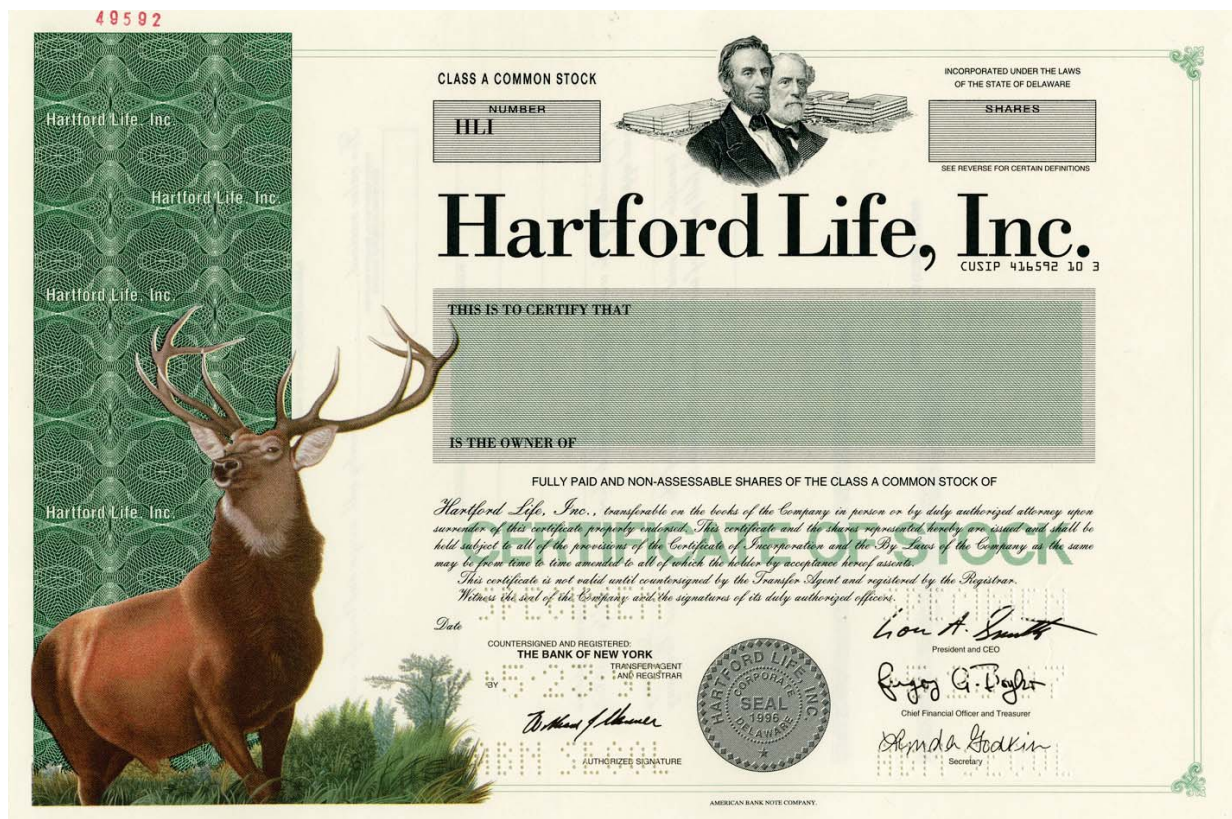 49592
CLASS A COMMON STOCK
INCORPORATED UNDER THE LAWS
OF THE STATE OF DELAWARE
NUMBER
HLI
SHARES
SEE REVERSE FOR CERTAIN DEFINITIONS
Hartford Life, Inc.
CUSIP 416592 10 3
Hartford Life, Inc.
Hartford Life, Inc.
Hartford Life, Inc.
Hartford Life, Inc.
THIS IS TO CERTIFY THAT
IS THE OWNER OF
FULLY PAID AND NON-ASSESSABLE SHARES OF THE CLASS A COMMON STOCK OF
Hartford Life, Inc., transferable on the books of the Company in person or by duly authorized attorney upon
surrender of this certificate properly endorsed. This certificate and the shares represented hereby are issued and shall be
held subject to all of the provisions of the Certificate of Incorporation and the By Laws of the Company as the same
may be from time to time amended to all of which the holder by acceptance hereof assents.
This certificate is not valid until countersigned by the Transfer Agent and registered by the Registrar.
Witness the seal of the Company and the signatures of its duly authorized officers.
CERTIFICATE OF STOCK
Date
COUNTERSIGNED AND REGISTERED:
THE BANK OF NEW YORK
TRANSFER AGENT
AND REGISTRAR
BY
5-23-97
AUTHORIZED SIGNATURE
HARTFORD LIFE, INC
CORPORATE
SEAL
1996
DELAWARE
President and CEO
Chief Financial Officer and Treasurer
Secretary
AMERICAN BANK NOTE COMPANY.